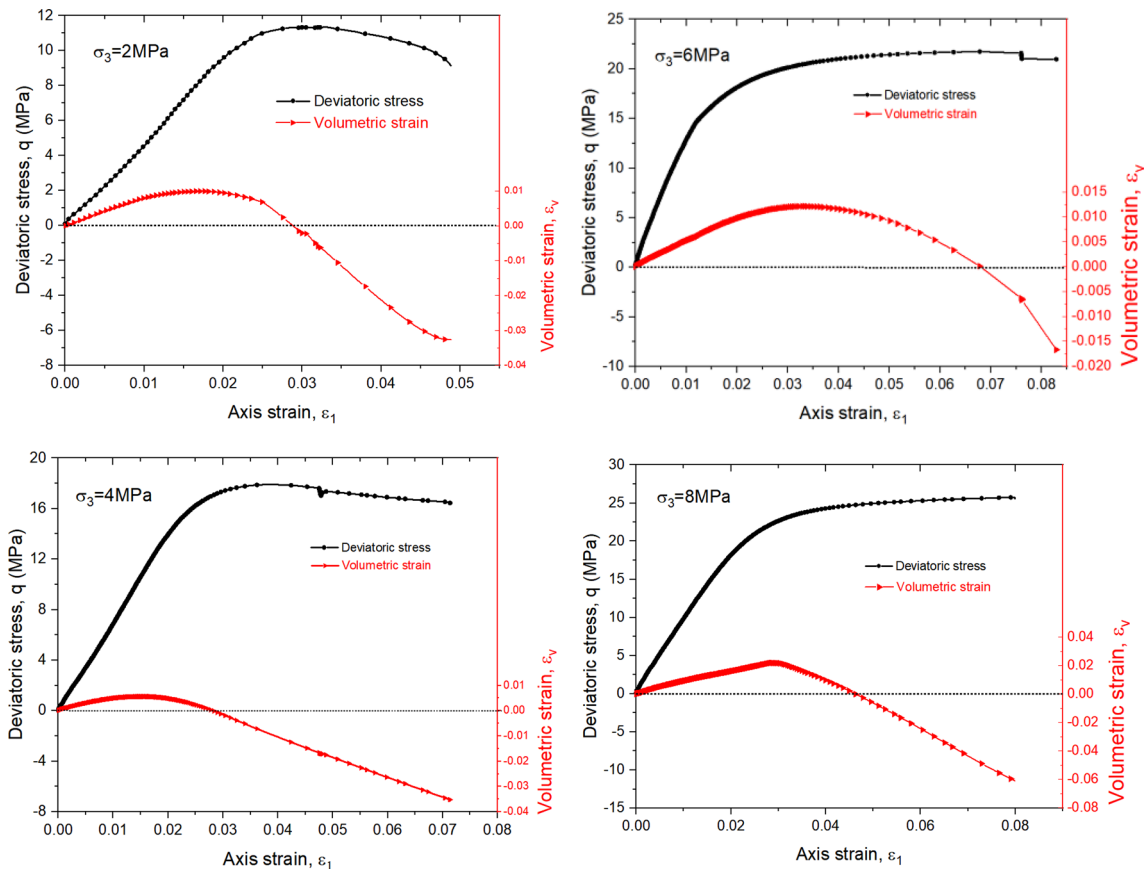 σ3=2MPa
Deviatoric stress
Volumetric strain
Deviatoric stress, q (MPa)
12
10
8
6
4
2
0
-2
-4
-6
-8
0.00 0.01 0.02 0.03 0.04 0.05
Axis strain, ε1
0.01
0.00
-0.01
-0.02
-0.03
-0.04
Volumetric strain, εv
σ3=6MPa
Deviatoric stress
Volumetric strain
Deviatoric stress, q (MPa)
25
20
15
10
5
0
-5
-10
0.00 0.01 0.02 0.03 0.04 0.05 0.06 0.07 0.08
Axis strain, ε1
0.015
0.010
0.005
0.000
-0.005
-0.010
-0.015
-0.020
Volumetric strain, εv
σ3=4MPa
Deviatoric stress
Volumetric strain
Deviatoric stress, q (MPa)
20
16
12
8
4
0
-4
-8
0.00 0.01 0.02 0.03 0.04 0.05 0.06 0.07 0.08
Axis strain, ε1
0.01
0.00
-0.01
-0.02
-0.03
-0.04
Volumetric strain, εv
σ3=8MPa
Deviatoric stress
Volumetric strain
Deviatoric stress, q (MPa)
30
25
20
15
10
5
0
-5
-10
-15
0.00 0.02 0.04 0.06 0.08
Axis strain, ε1
0.04
0.02
0.00
-0.02
-0.04
-0.06
-0.08
Volumetric strain, εv